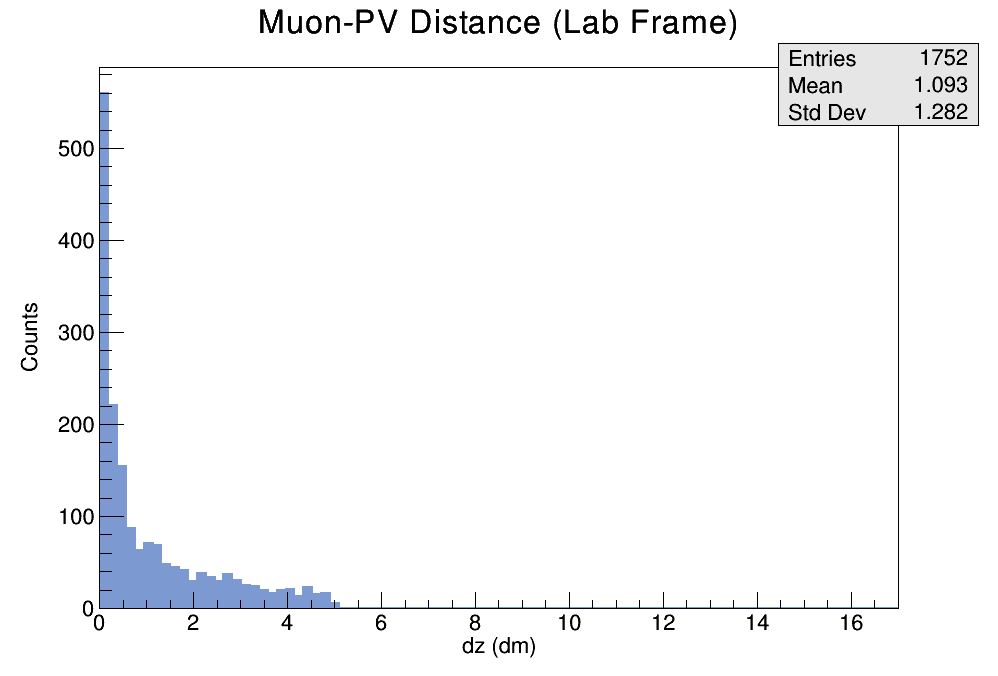 Muon-PV Distance (Lab Frame)
Entries 1752
Mean 1.093
Std Dev 1.282
500
400
300
200
100
0
Counts
0 2 4 6 8 10 12 14 16
dz (dm)